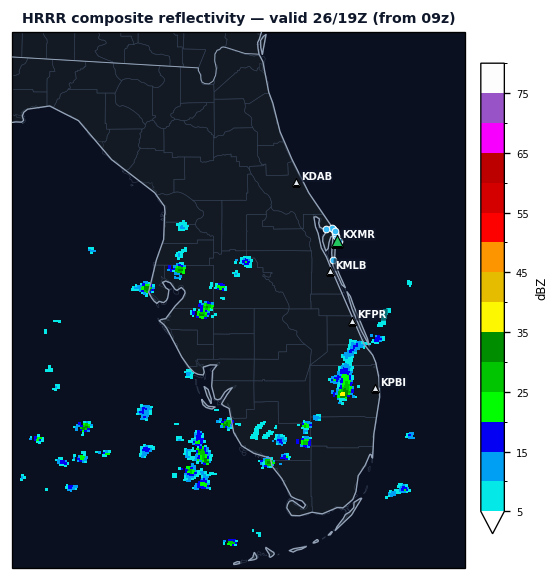 HRRR composite reflectivity — valid 26/19Z (from 09z)
KDAB
KXMR
KMLB
KFPR
KPBI
75
65
55
45
35
25
15
5
dBZ